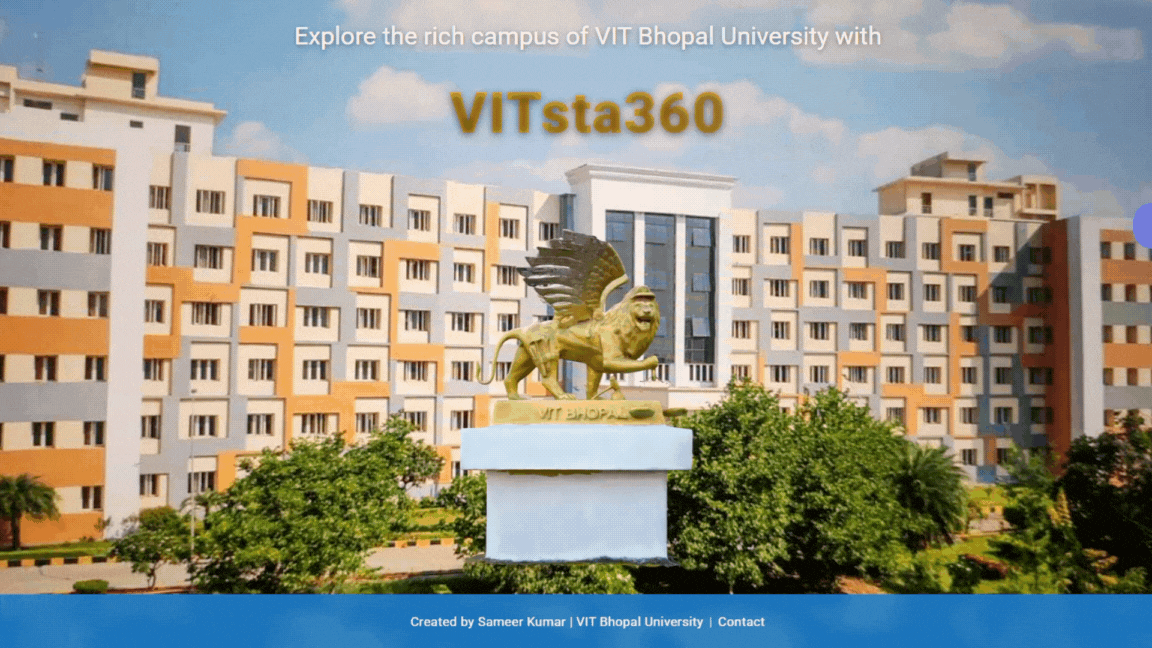 Explore the rich campus of VIT Bhopal University with
VITsta360
VIT BHOPAL
Created by Sameer Kumar | VIT Bhopal University | Contact